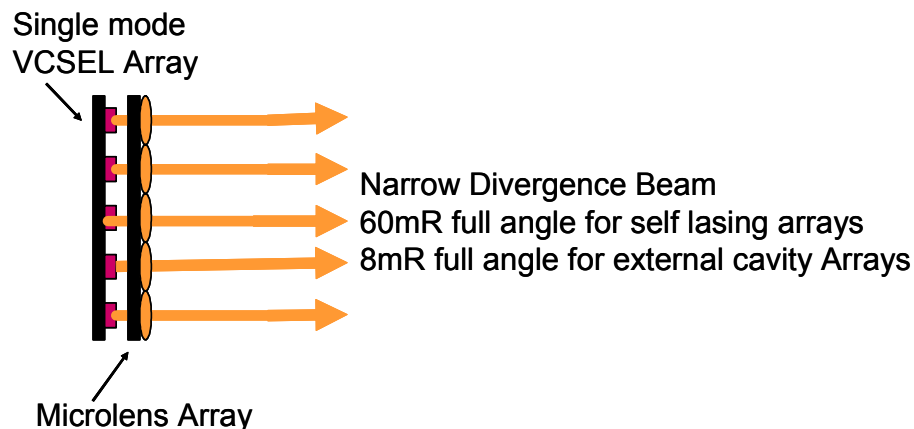 Single mode
VCSEL Array
Narrow Divergence Beam
60mR full angle for self lasing arrays
8mR full angle for external cavity Arrays
Microlens Array